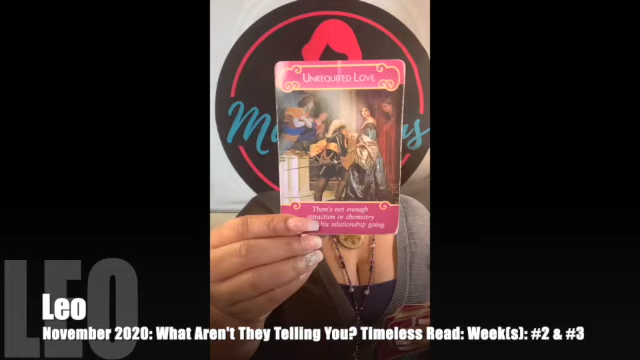 UNREQUITED LOVE
There's not enough
attraction or chemistry
this relationship going.
LEO
Leo
November 2020: What Aren't They Telling You? Timeless Read: Week(s): #2 & #3